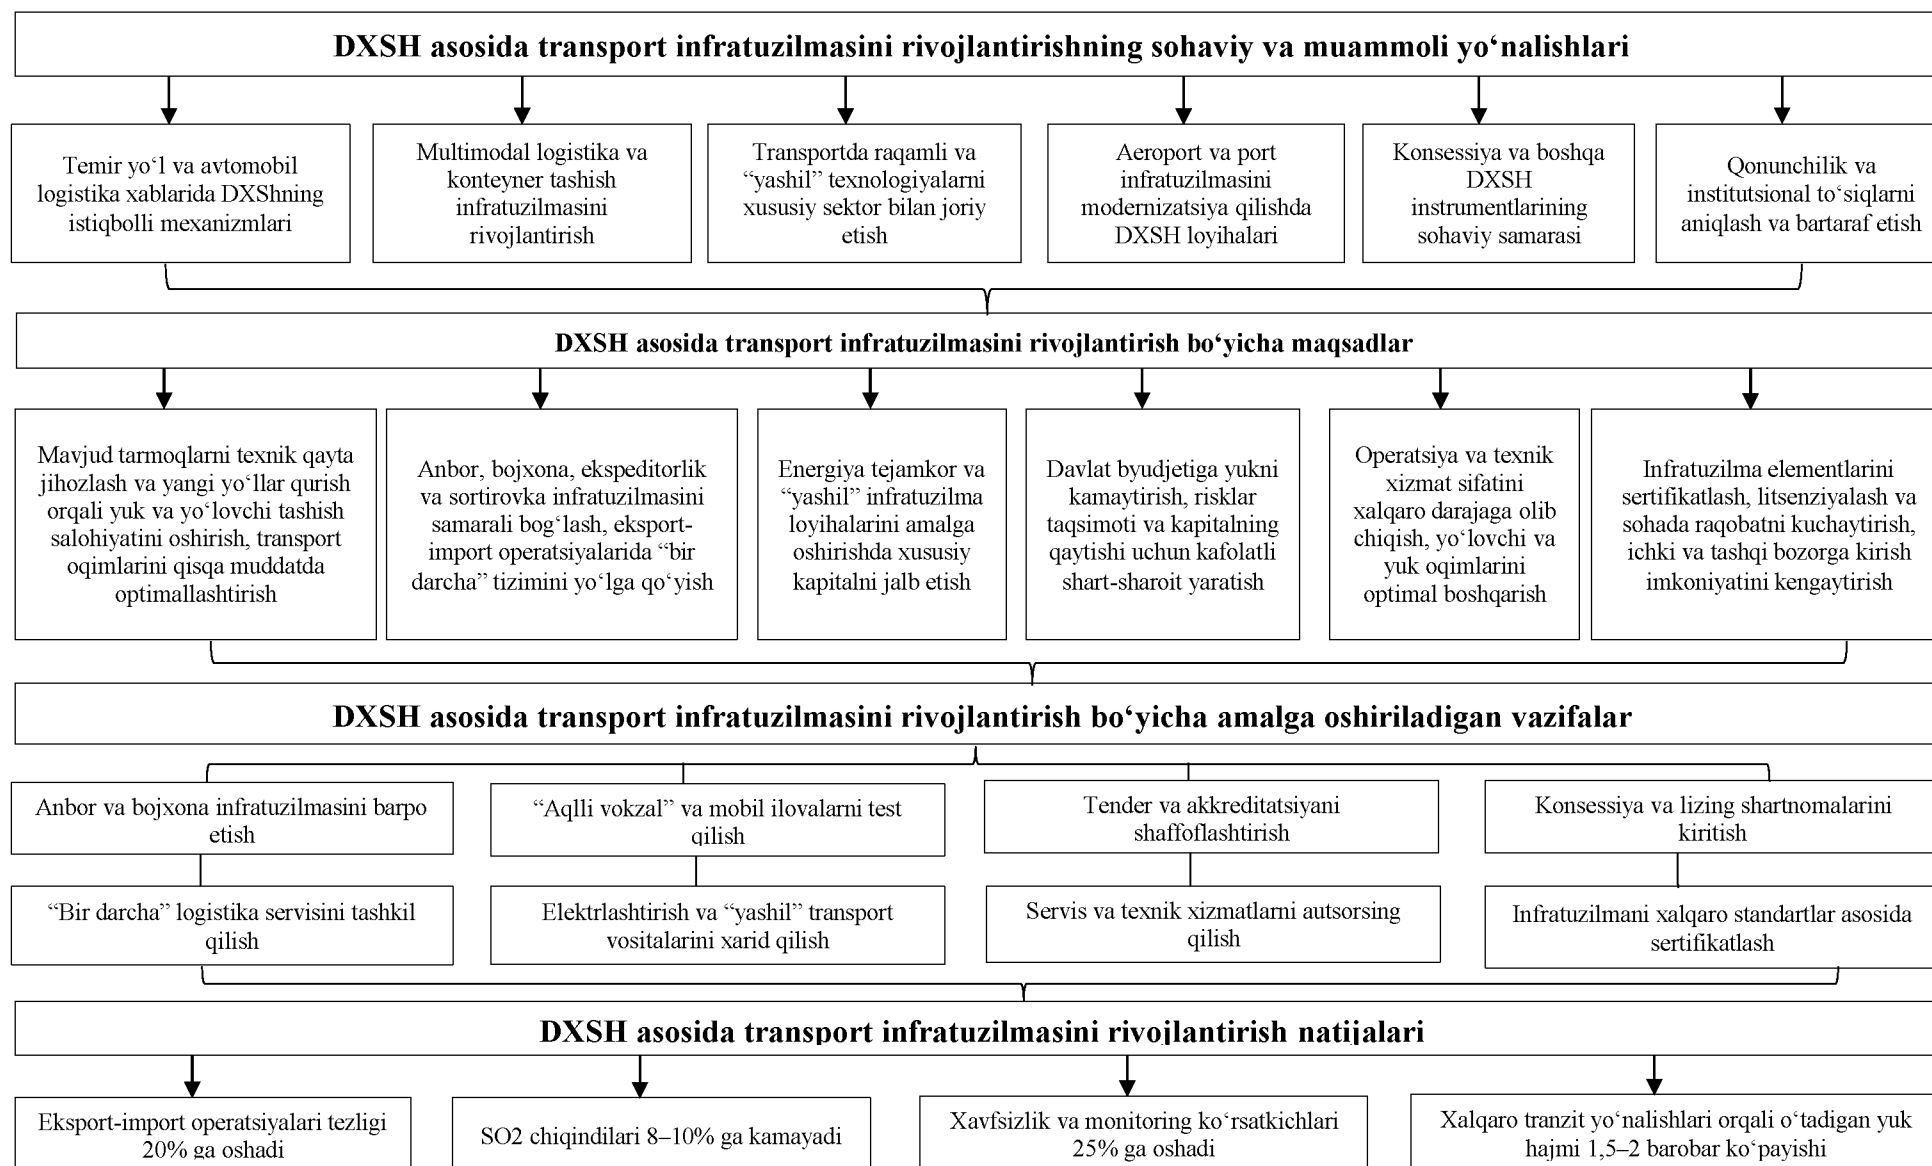 DXSH asosida transport infratuzilmasini rivojlantirishning sohaviy va muammoli yo‘nalishlari
Temir yo‘l va avtomobil
logistika xablarida DXShning
istiqbolli mexanizmlari
Multimodal logistika va
konteyner tashish
infratuzilmasini
rivojlantirish
Transportda raqamli va
“yashil” texnologiyalarni
xususiy sektor bilan joriy
etish
Aeroport va port
infratuzilmasini
modernizatsiya qilishda
DXSH loyihalari
Konsessiya va boshqa
DXSH
instrumentlarining
sohaviy samarasi
Qonunchilik va
institutsional to‘siqlarni
aniqlash va bartaraf etish
DXSH asosida transport infratuzilmasini rivojlantirish bo‘yicha maqsadlar
Mavjud tarmoqlarni texnik qayta
jihozlash va yangi yo‘llar qurish
orqali yuk va yo‘lovchi tashish
salohiyatini oshirish, transport
oqimlarini qisqa muddatda
optimallashtirish
Anbor, bojxona, ekspeditorlik
va sortirovka infratuzilmasini
samarali bog‘lash, eksport-
import operatsiyalarida “bir
darcha” tizimini yo‘lga qo‘yish
Energiya tejamkor va
“yashil” infratuzilma
loyihalarini amalga
oshirishda xususiy
kapitalni jalb etish
Davlat byudjetiga yukni
kamaytirish, risklar
taqsimoti va kapitalning
qaytishi uchun kafolatli
shart-sharoit yaratish
Operatsiya va texnik
xizmat sifatini
xalqaro darajaga olib
chiqish, yo‘lovchi va
yuk oqimlarini
optimal boshqarish
Infratuzilma elementlarini
sertifikatlash, litsenziyalash va
sohada raqobatni kuchaytirish,
ichki va tashqi bozorga kirish
imkoniyatini kengaytirish
DXSH asosida transport infratuzilmasini rivojlantirish bo‘yicha amalga oshiriladigan vazifalar
Anbor va bojxona infratuzilmasini barpo
etish
“Aqlli vokzal” va mobil ilovalarni test
qilish
Tender va akkreditatsiyani
shaffoflashtirish
Konsessiya va lizing shartnomalarini
kiritish
“Bir darcha” logistika servisini tashkil
qilish
Elektrlashtirish va “yashil” transport
vositalarini xarid qilish
Servis va texnik xizmatlarni autsorsing
qilish
Infratuzilmani xalqaro standartlar asosida
sertifikatlash
DXSH asosida transport infratuzilmasini rivojlantirish natijalari
Eksport-import operatsiyalari tezligi
20% ga oshadi
SO2 chiqindilari 8–10% ga kamayadi
Xavfsizlik va monitoring ko‘rsatkichlari
25% ga oshadi
Xalqaro tranzit yo‘nalishlari orqali o‘tadigan yuk
hajmi 1,5–2 barobar ko‘payishi